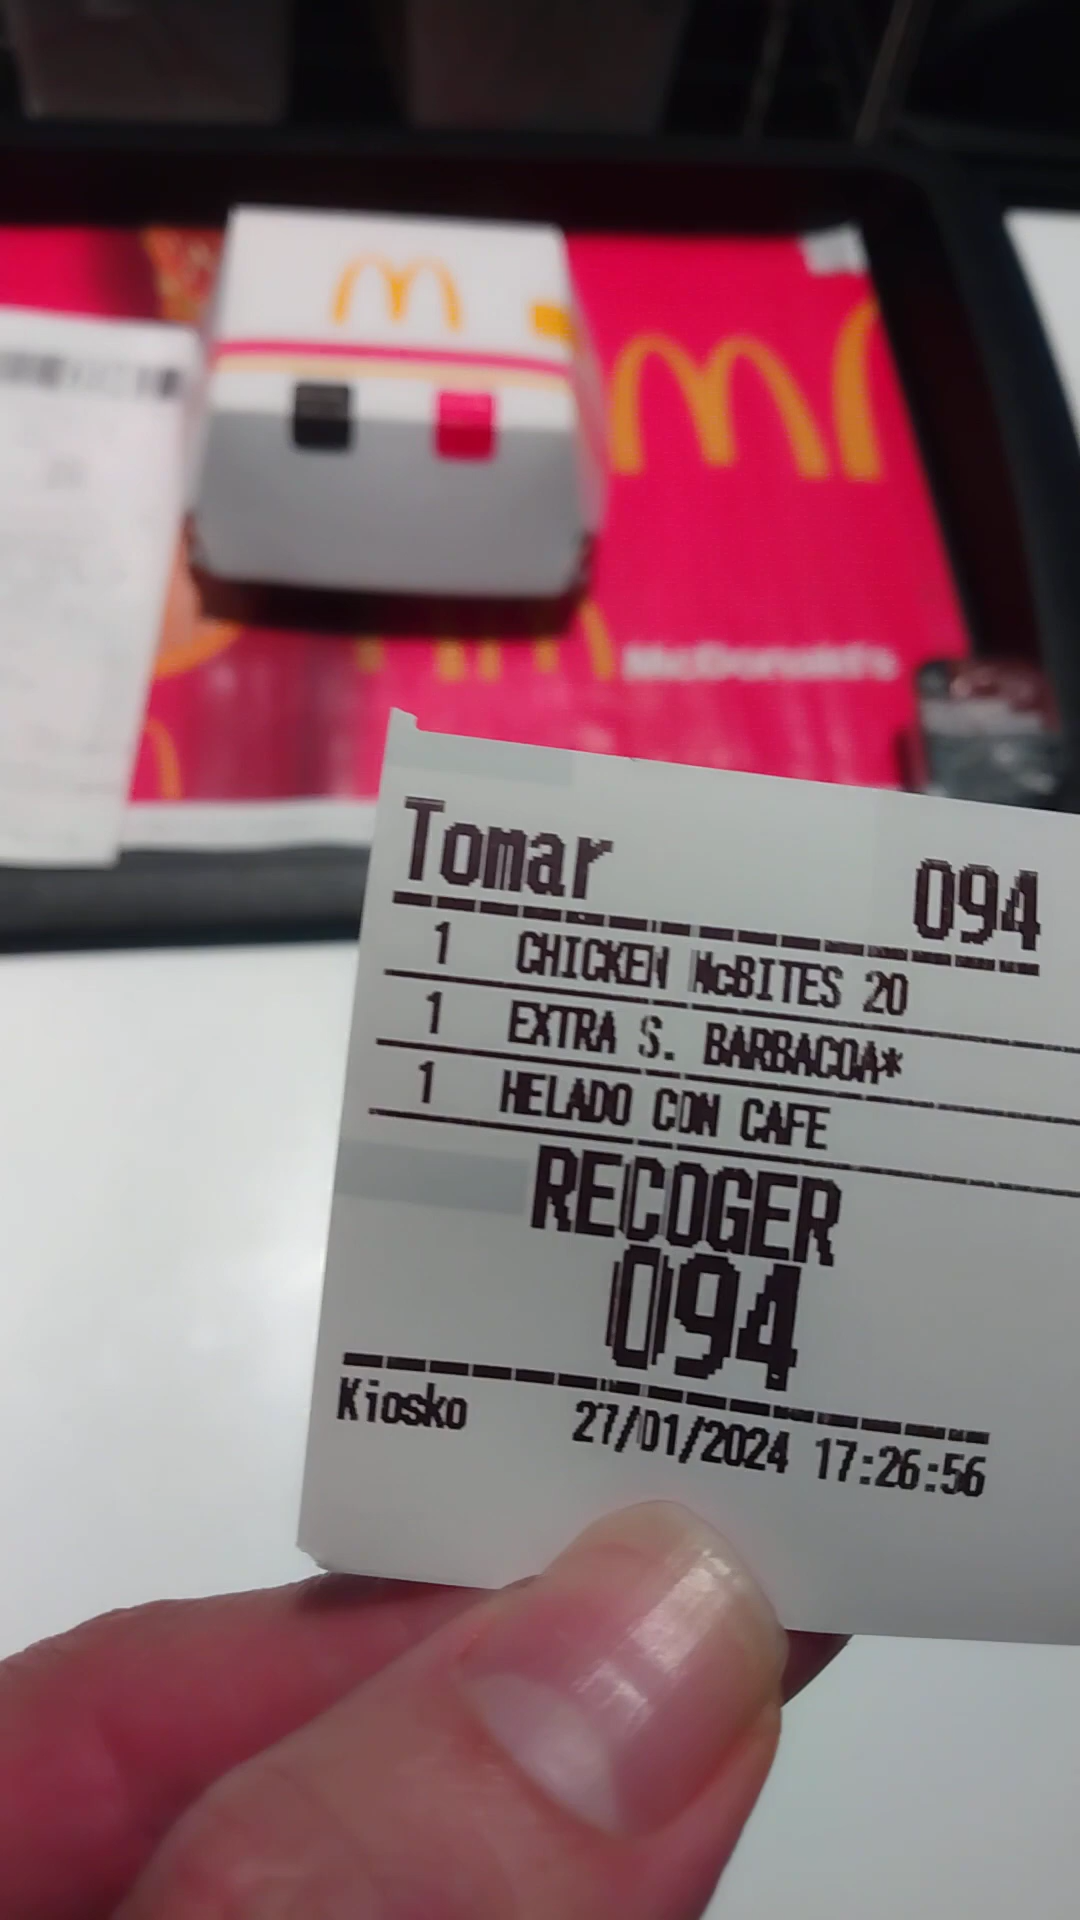 McDonald's
Tomar 094
1 CHICKEN McBITES 20
1 EXTRA S. BARBACOA*
1 HELADO CON CAFE
RECOGER
094
Kiosko 27/01/2024 17:26:56